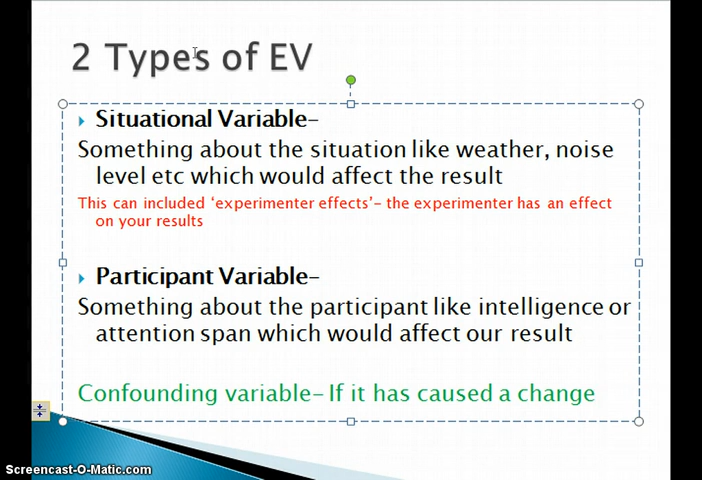 2 Types of EV
Situational Variable-
Something about the situation like weather, noise
level etc which would affect the result
This can included ‘experimenter effects’- the experimenter has an effect
on your results
Participant Variable-
Something about the participant like intelligence or
attention span which would affect our result
Confounding variable- If it has caused a change
Screencast-O-Matic.com